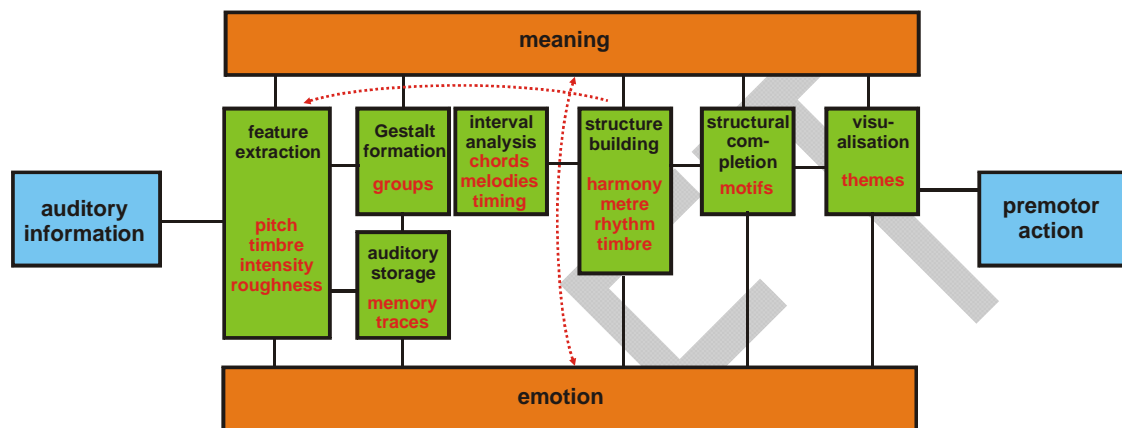 meaning
feature
extraction
pitch
timbre
intensity
roughness
Gestalt
formation
groups
auditory
storage
memory
traces
interval
analysis
chords
melodies
timing
structure
building
harmony
metre
rhythm
timbre
structural
com-
pletion
motifs
visu-
alisation
themes
auditory
information
premotor
action
emotion